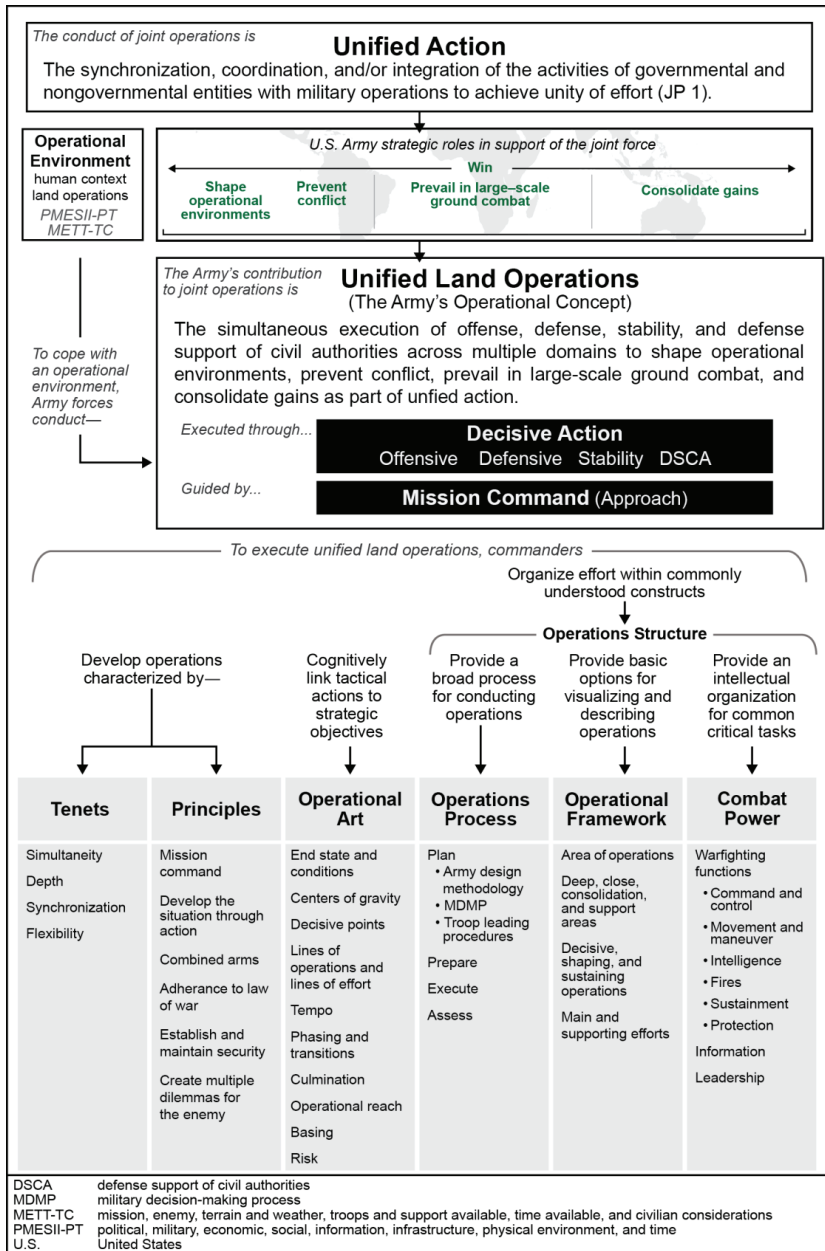 The conduct of joint operations is
Unified Action
The synchronization, coordination, and/or integration of the activities of governmental and
nongovernmental entities with military operations to achieve unity of effort (JP 1).
Operational
Environment
human context
land operations
PMESII-PT
METT-TC
U.S. Army strategic roles in support of the joint force
Win
Shape
operational
environments
Prevent
conflict
Prevail in large–scale
ground combat
Consolidate gains
The Army's contribution
to joint operations is
Unified Land Operations
(The Army's Operational Concept)
The simultaneous execution of offense, defense, stability, and defense
support of civil authorities across multiple domains to shape operational
environments, prevent conflict, prevail in large-scale ground combat, and
consolidate gains as part of unfied action.
To cope with
an operational
environment,
Army forces
conduct—
Executed through...
Decisive Action
Offensive Defensive Stability DSCA
Guided by...
Mission Command (Approach)
To execute unified land operations, commanders
Organize effort within commonly
understood constructs
Operations Structure
Develop operations
characterized by—
Cognitively
link tactical
actions to
strategic
objectives
Provide a
broad process
for conducting
operations
Provide basic
options for
visualizing and
describing
operations
Provide an
intellectual
organization
for common
critical tasks
Tenets
Simultaneity
Depth
Synchronization
Flexibility
Principles
Mission
command
Develop the
situation through
action
Combined arms
Adherance to law
of war
Establish and
maintain security
Create multiple
dilemmas for
the enemy
Operational
Art
End state and
conditions
Centers of gravity
Decisive points
Lines of
operations and
lines of effort
Tempo
Phasing and
transitions
Culmination
Operational reach
Basing
Risk
Operations
Process
Plan
• Army design
methodology
• MDMP
• Troop leading
procedures
Prepare
Execute
Assess
Operational
Framework
Area of operations
Deep, close,
consolidation,
and support
areas
Decisive,
shaping, and
sustaining
operations
Main and
supporting efforts
Combat
Power
Warfighting
functions
• Command and
control
• Movement and
maneuver
• Intelligence
• Fires
• Sustainment
• Protection
Information
Leadership
DSCA defense support of civil authorities
MDMP military decision-making process
METT-TC mission, enemy, terrain and weather, troops and support available, time available, and civilian considerations
PMESII-PT political, military, economic, social, information, infrastructure, physical environment, and time
U.S. United States